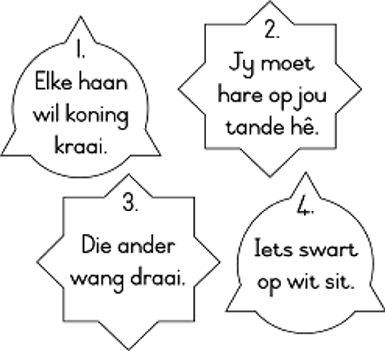 1.
Elke haan
wil koning
kraai.
2.
Jy moet
hare op jou
tande hê.
3.
Die ander
wang draai.
4.
Iets swart
op wit sit.